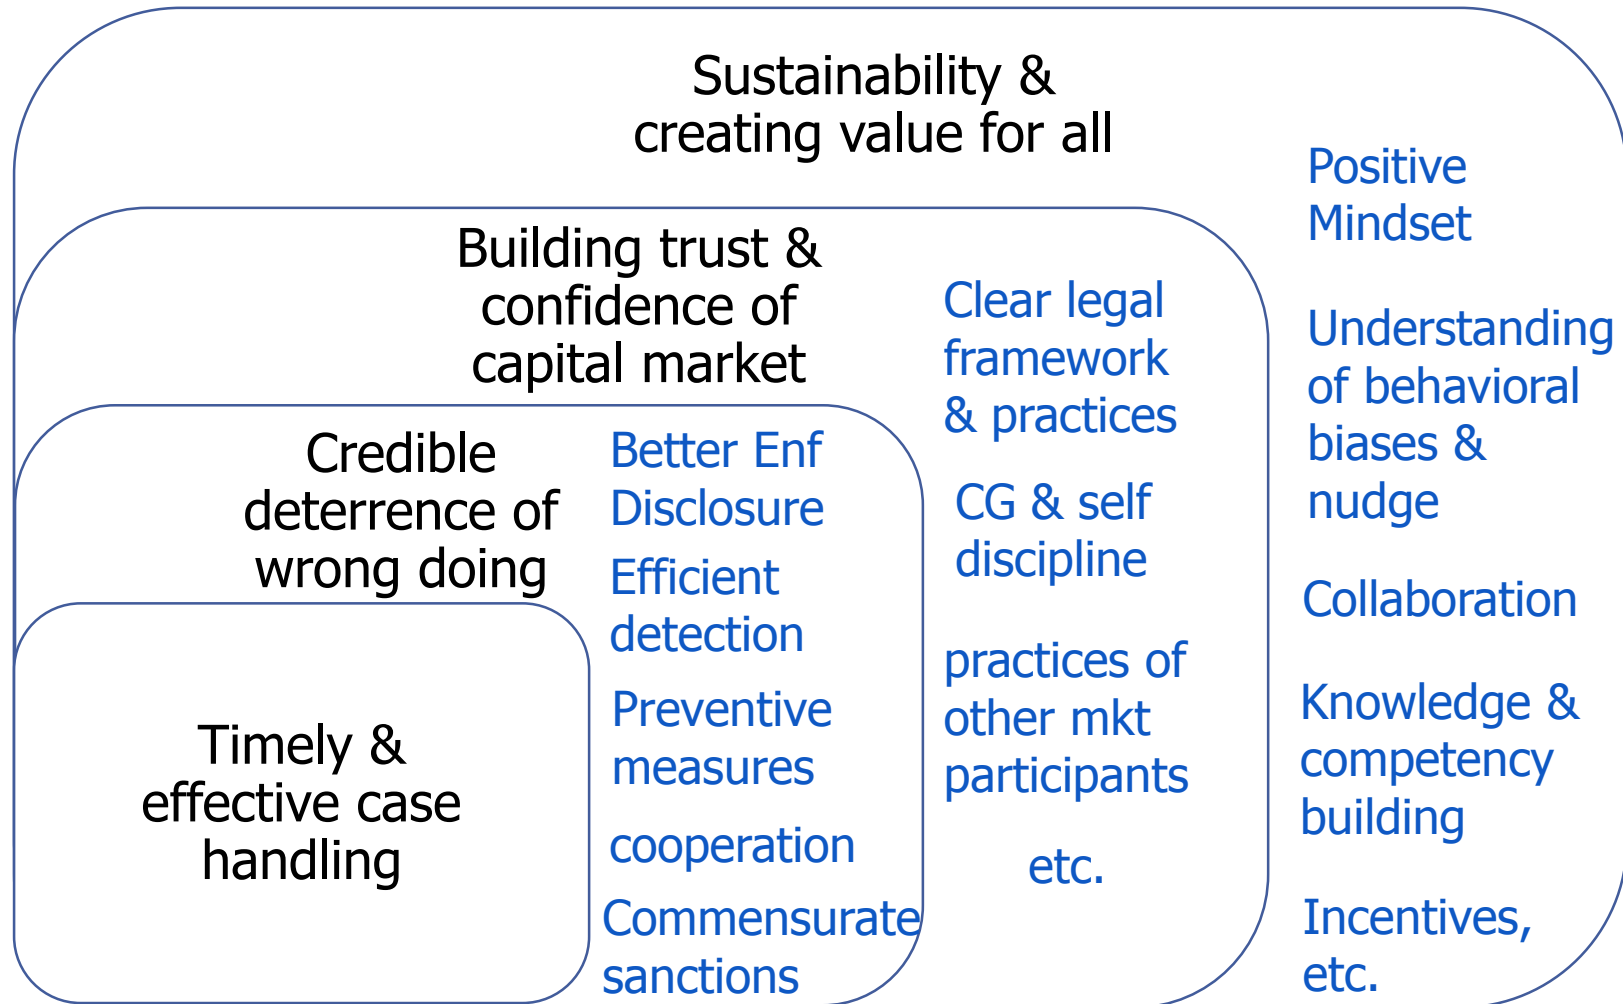 Sustainability &
creating value for all
Positive
Mindset
Understanding
of behavioral
biases &
nudge
Collaboration
Knowledge &
competency
building
Incentives,
etc.
Building trust &
confidence of
capital market
Clear legal
framework
& practices
CG & self
discipline
practices of
other mkt
participants
etc.
Credible
deterrence of
wrong doing
Better Enf
Disclosure
Efficient
detection
Preventive
measures
cooperation
Commensurate
sanctions
Timely &
effective case
handling